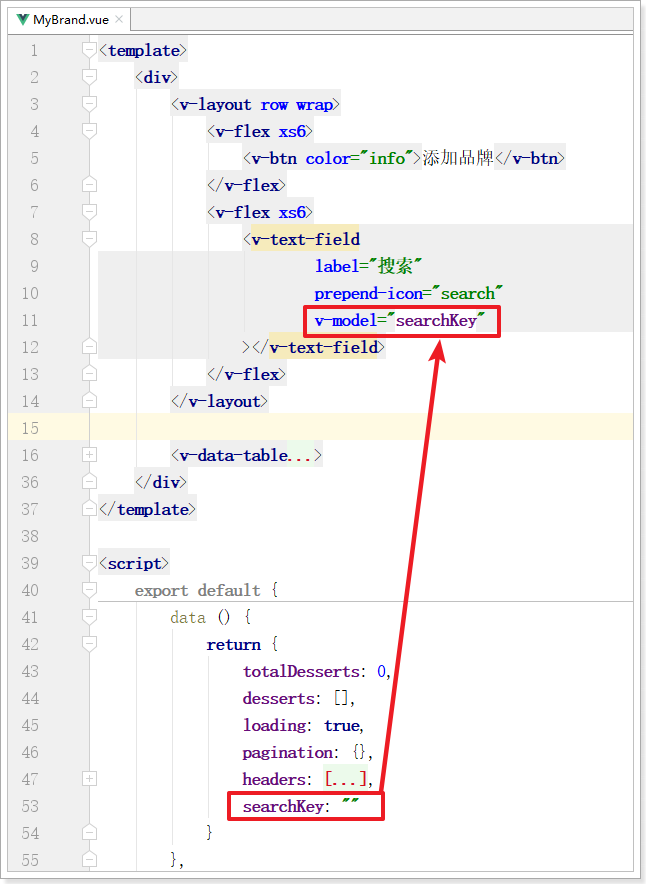 MyBrand.vue
1 <template>
2 <div>
3 <v-layout row wrap>
4 <v-flex xs6>
5 <v-btn color="info">添加品牌</v-btn>
6 </v-flex>
7 <v-flex xs6>
8 <v-text-field
9 label="搜索"
10 prepend-icon="search"
11 v-model="searchKey"
12 ></v-text-field>
13 </v-flex>
14 </v-layout>
15
16 <v-data-table...>
36 </div>
37 </template>
38
39 <script>
40 export default {
41 data () {
42 return {
43 totalDesserts: 0,
44 desserts: [],
45 loading: true,
46 pagination: {},
47 headers: [...],
53 searchKey: ""
54 }
55 },